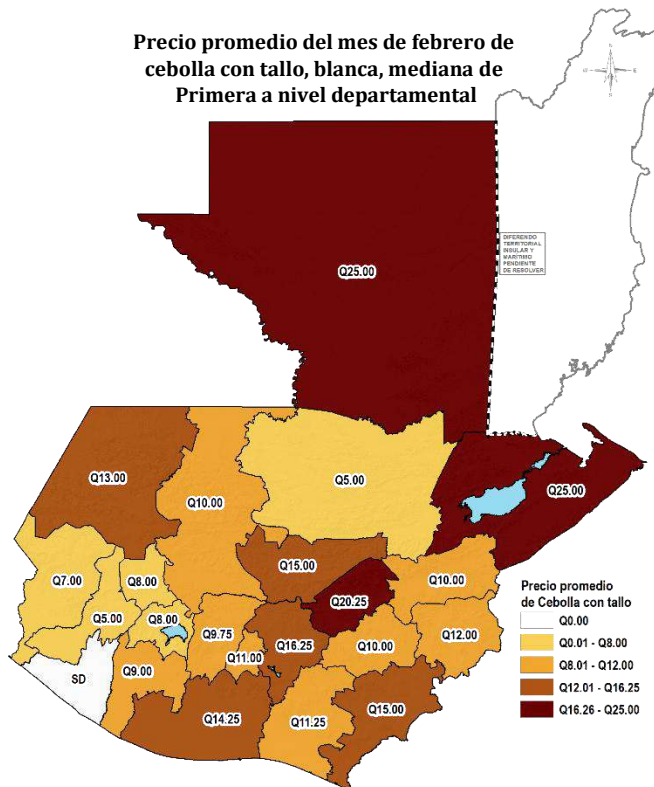 Precio promedio del mes de febrero de
cebolla con tallo, blanca, mediana de
Primera a nivel departamental
N
O E
S
DIFERENDO
TERRITORIAL
INSULAR Y
MARÍTIMO
PENDIENTE
DE RESOLVER
Q25.00
Q13.00
Q10.00
Q5.00
Q25.00
Q7.00
Q8.00
Q15.00
Q10.00
Q20.25
Q5.00
Q8.00
Q9.75
Q11.00
Q16.25
Q10.00
Q12.00
SD
Q9.00
Q14.25
Q11.25
Q15.00
Precio promedio
de Cebolla con tallo
Q0.00
Q0.01 - Q8.00
Q8.01 - Q12.00
Q12.01 - Q16.25
Q16.26 - Q25.00